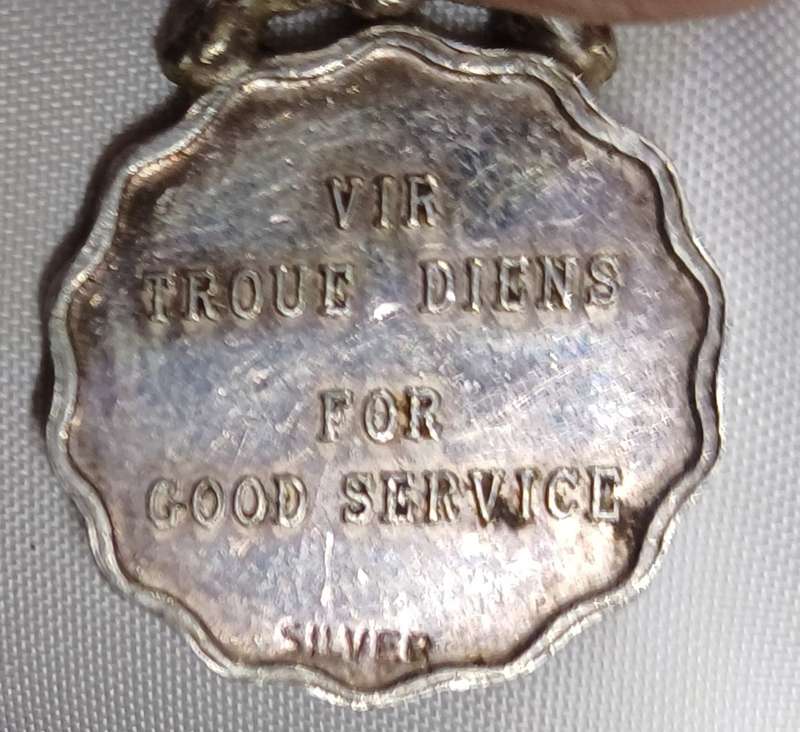 VIR
TROUE DIENS
FOR
GOOD SERVICE
SILVER